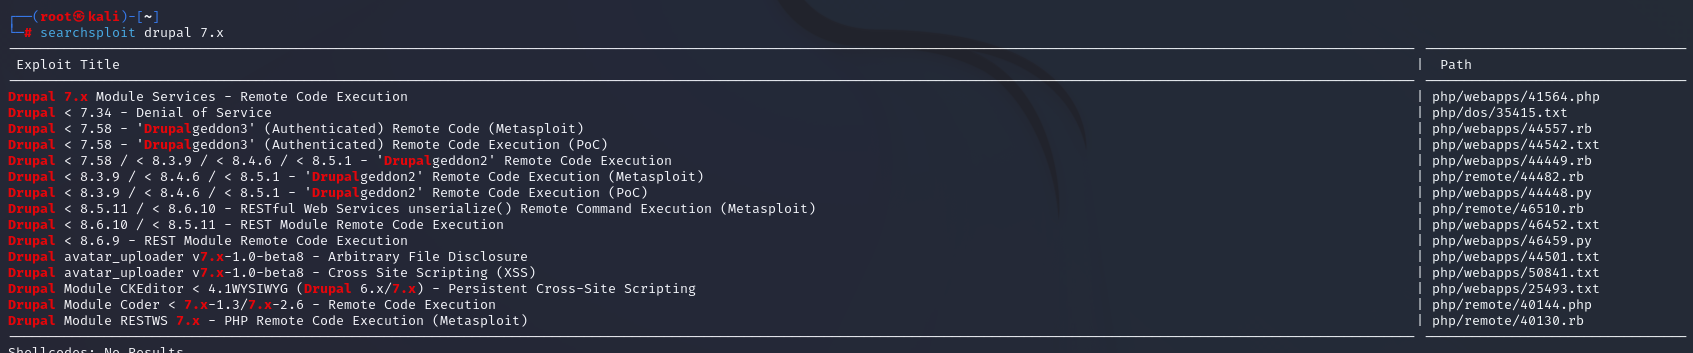 ┌──(root㉿kali)-[~]
└─# searchsploit drupal 7.x
Exploit Title | Path
Drupal 7.x Module Services - Remote Code Execution | php/webapps/41564.php
Drupal < 7.34 - Denial of Service | php/dos/35415.txt
Drupal < 7.58 - 'Drupalgeddon3' (Authenticated) Remote Code (Metasploit) | php/webapps/44557.rb
Drupal < 7.58 - 'Drupalgeddon3' (Authenticated) Remote Code Execution (PoC) | php/webapps/44542.txt
Drupal < 7.58 / < 8.3.9 / < 8.4.6 / < 8.5.1 - 'Drupalgeddon2' Remote Code Execution | php/webapps/44449.rb
Drupal < 8.3.9 / < 8.4.6 / < 8.5.1 - 'Drupalgeddon2' Remote Code Execution (Metasploit) | php/remote/44482.rb
Drupal < 8.3.9 / < 8.4.6 / < 8.5.1 - 'Drupalgeddon2' Remote Code Execution (PoC) | php/webapps/44448.py
Drupal < 8.5.11 / < 8.6.10 - RESTful Web Services unserialize() Remote Command Execution (Metasploit) | php/remote/46510.rb
Drupal < 8.6.10 / < 8.5.11 - REST Module Remote Code Execution | php/webapps/46452.txt
Drupal < 8.6.9 - REST Module Remote Code Execution | php/webapps/46459.py
Drupal avatar_uploader v7.x-1.0-beta8 - Arbitrary File Disclosure | php/webapps/44501.txt
Drupal avatar_uploader v7.x-1.0-beta8 - Cross Site Scripting (XSS) | php/webapps/50841.txt
Drupal Module CKEditor < 4.1WYSIWYG (Drupal 6.x/7.x) - Persistent Cross-Site Scripting | php/webapps/25493.txt
Drupal Module Coder < 7.x-1.3/7.x-2.6 - Remote Code Execution | php/remote/40144.php
Drupal Module RESTWS 7.x - PHP Remote Code Execution (Metasploit) | php/remote/40130.rb
Shellcodes: No Results